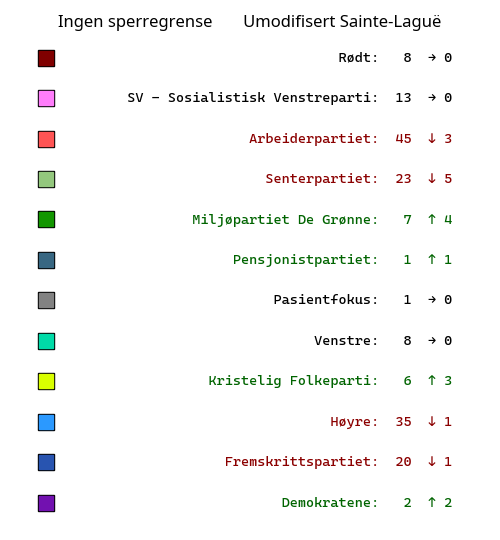 Ingen sperregrense Umodifisert Sainte-Laguë
Rødt: 8 → 0
SV – Sosialistisk Venstreparti: 13 → 0
Arbeiderpartiet: 45 ↓ 3
Senterpartiet: 23 ↓ 5
Miljøpartiet De Grønne: 7 ↑ 4
Pensjonistpartiet: 1 ↑ 1
Pasientfokus: 1 → 0
Venstre: 8 → 0
Kristelig Folkeparti: 6 ↑ 3
Høyre: 35 ↓ 1
Fremskrittspartiet: 20 ↓ 1
Demokratene: 2 ↑ 2